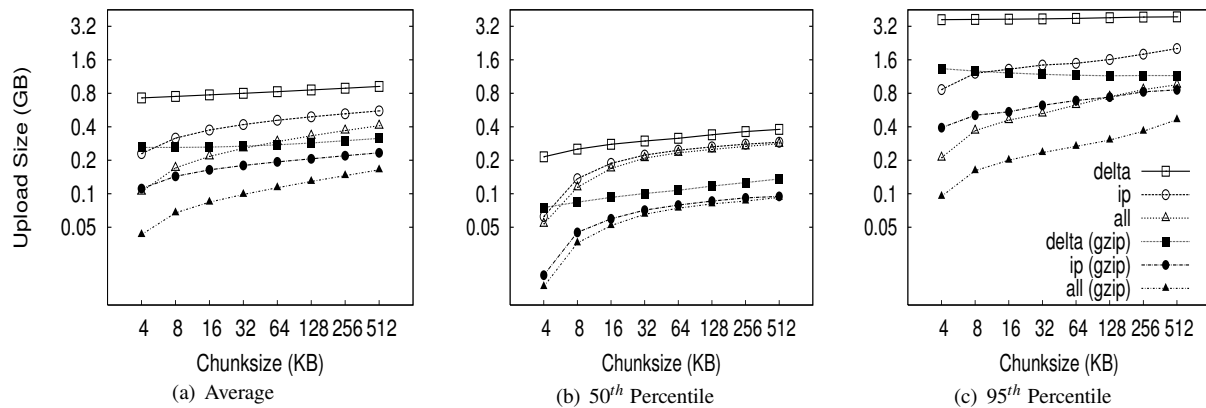 Upload Size (GB)
3.2
1.6
0.8
0.4
0.2
0.1
0.05
4 8 16 32 64 128 256 512
Chunksize (KB)
(a) Average
3.2
1.6
0.8
0.4
0.2
0.1
0.05
4 8 16 32 64 128 256 512
Chunksize (KB)
(b) 50th Percentile
3.2
1.6
0.8
0.4
0.2
0.1
0.05
delta
ip
all
delta (gzip)
ip (gzip)
all (gzip)
4 8 16 32 64 128 256 512
Chunksize (KB)
(c) 95th Percentile